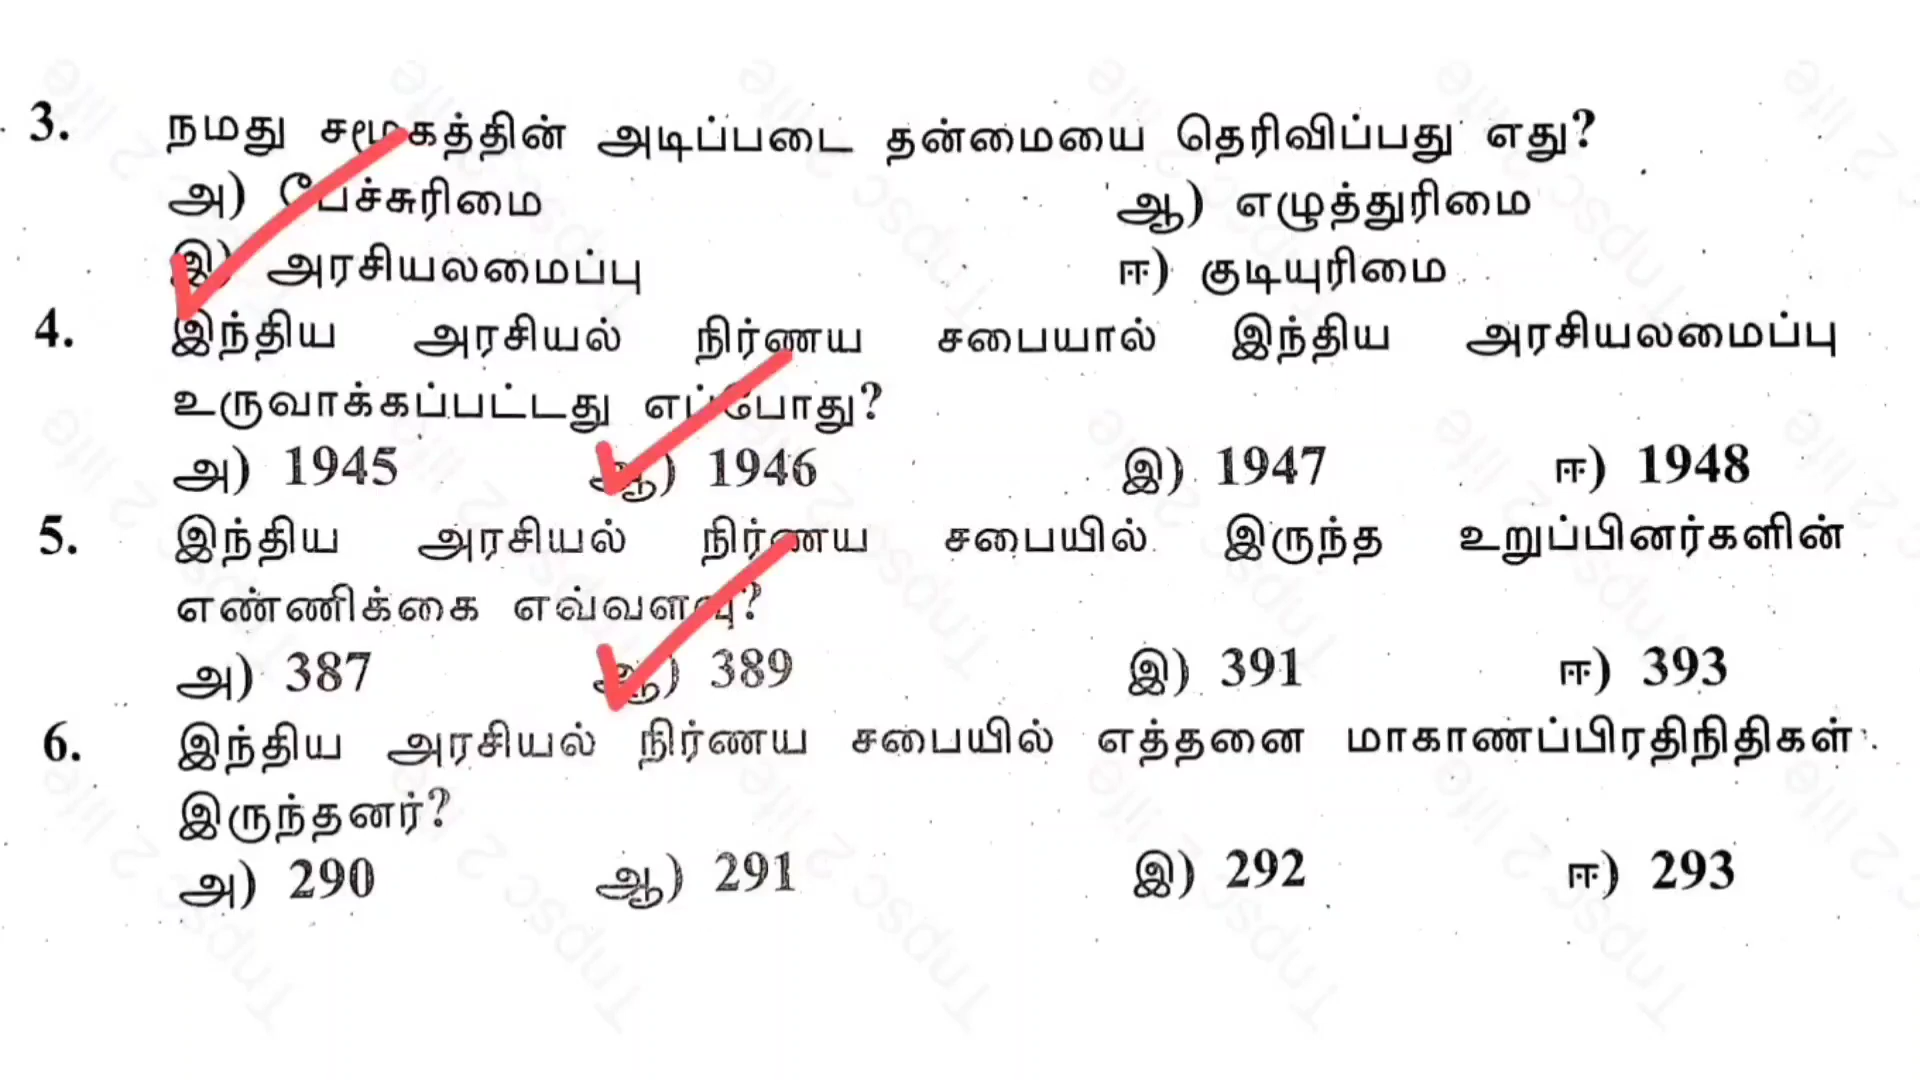 3. நமது சமூகத்தின் அடிப்படை தன்மையை தெரிவிப்பது எது?
அ) பேச்சுரிமை ஆ) எழுத்துரிமை
இ) அரசியலமைப்பு ஈ) குடியுரிமை
4. இந்திய அரசியல் நிர்ணய சபையால் இந்திய அரசியலமைப்பு
உருவாக்கப்பட்டது எப்போது?
அ) 1945 ஆ) 1946 இ) 1947 ஈ) 1948
5. இந்திய அரசியல் நிர்ணய சபையில் இருந்த உறுப்பினர்களின்
எண்ணிக்கை எவ்வளவு?
அ) 387 ஆ) 389 இ) 391 ஈ) 393
6. இந்திய அரசியல் நிர்ணய சபையில் எத்தனை மாகாணப்பிரதிநிதிகள்
இருந்தனர்?
அ) 290 ஆ) 291 இ) 292 ஈ) 293
Tnpsc 2 life